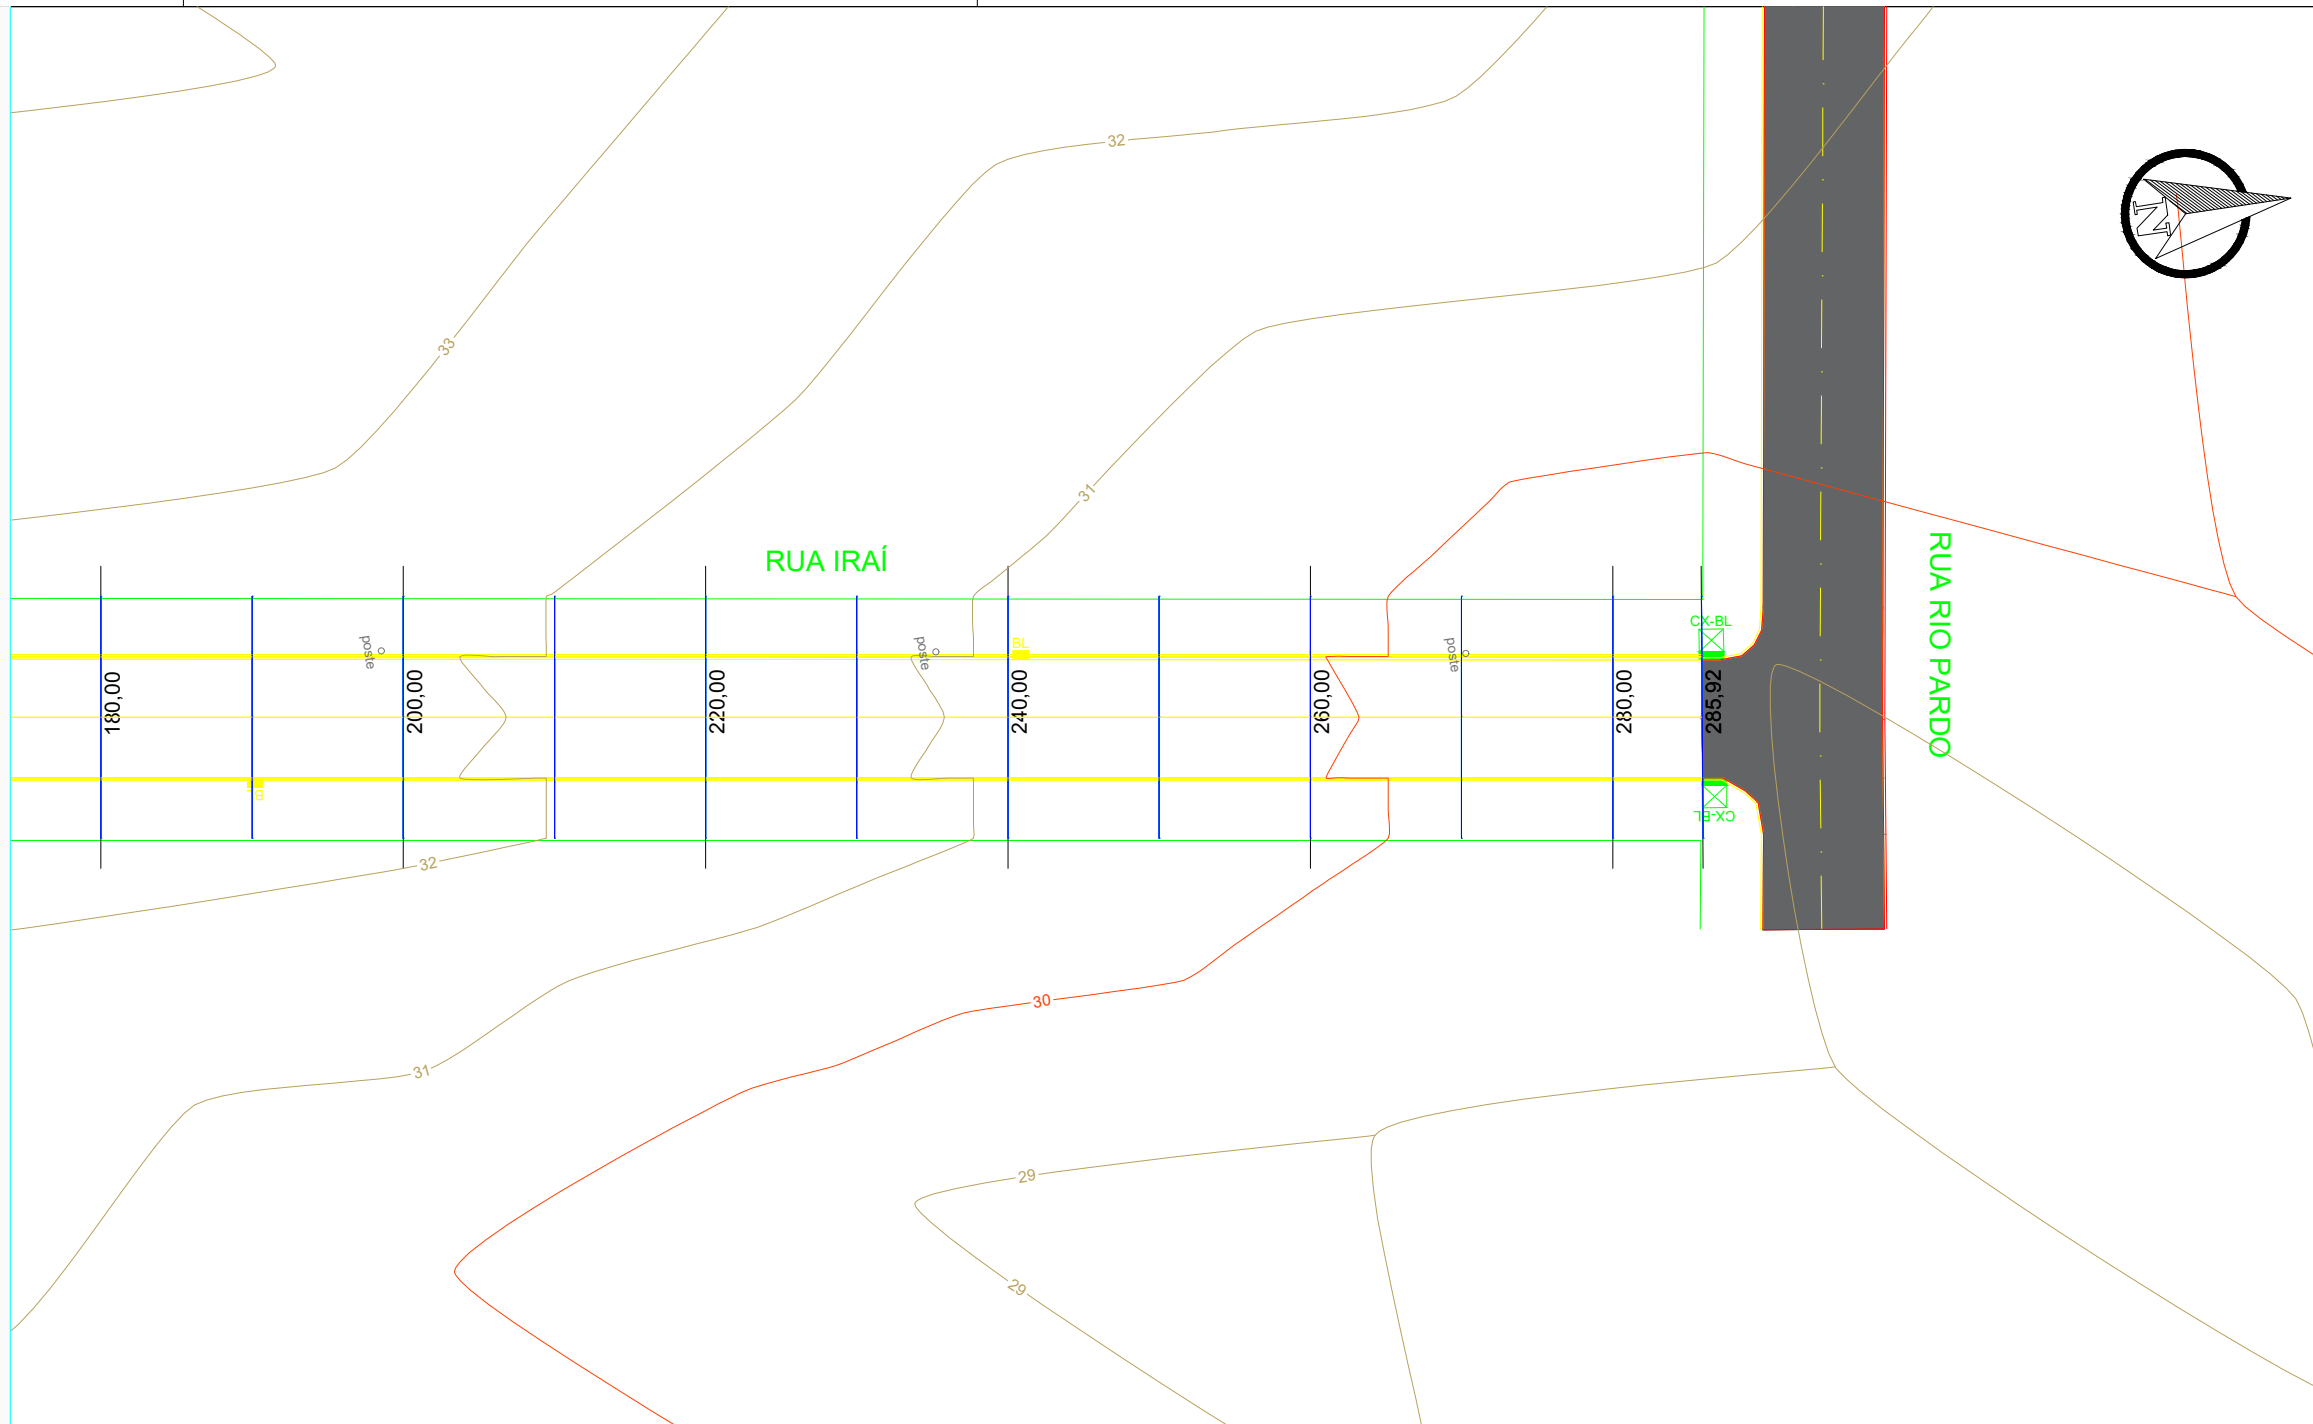 32
N
33
31
RUA IRAÍ
RUA RIO PARDO
CX-BL
poste
poste
BL
poste
180,00
200,00
220,00
240,00
260,00
280,00
285,92
BL
CX-BL
32
30
31
29
29